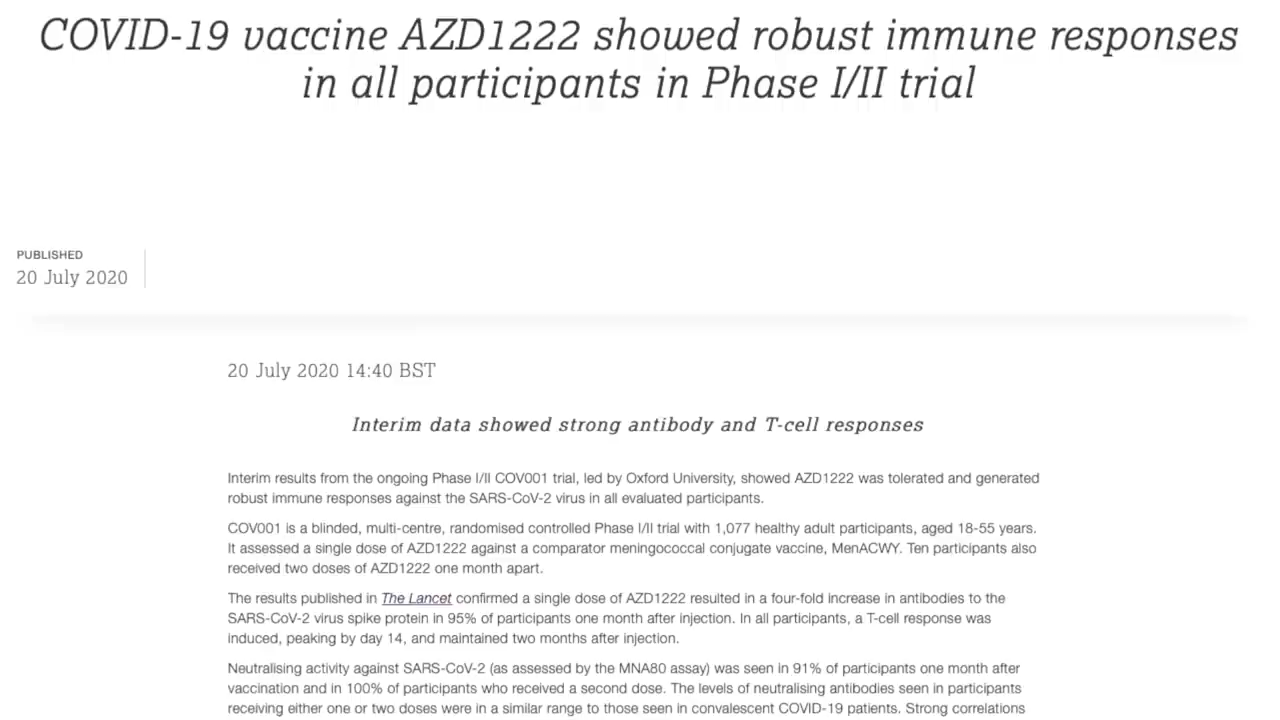 COVID-19 vaccine AZD1222 showed robust immune responses
in all participants in Phase I/II trial
PUBLISHED
20 July 2020
20 July 2020 14:40 BST
Interim data showed strong antibody and T-cell responses
Interim results from the ongoing Phase I/II COV001 trial, led by Oxford University, showed AZD1222 was tolerated and generated
robust immune responses against the SARS-CoV-2 virus in all evaluated participants.
COV001 is a blinded, multi-centre, randomised controlled Phase I/II trial with 1,077 healthy adult participants, aged 18-55 years.
It assessed a single dose of AZD1222 against a comparator meningococcal conjugate vaccine, MenACWY. Ten participants also
received two doses of AZD1222 one month apart.
The results published in The Lancet confirmed a single dose of AZD1222 resulted in a four-fold increase in antibodies to the
SARS-CoV-2 virus spike protein in 95% of participants one month after injection. In all participants, a T-cell response was
induced, peaking by day 14, and maintained two months after injection.
Neutralising activity against SARS-CoV-2 (as assessed by the MNA80 assay) was seen in 91% of participants one month after
vaccination and in 100% of participants who received a second dose. The levels of neutralising antibodies seen in participants
receiving either one or two doses were in a similar range to those seen in convalescent COVID-19 patients. Strong correlations